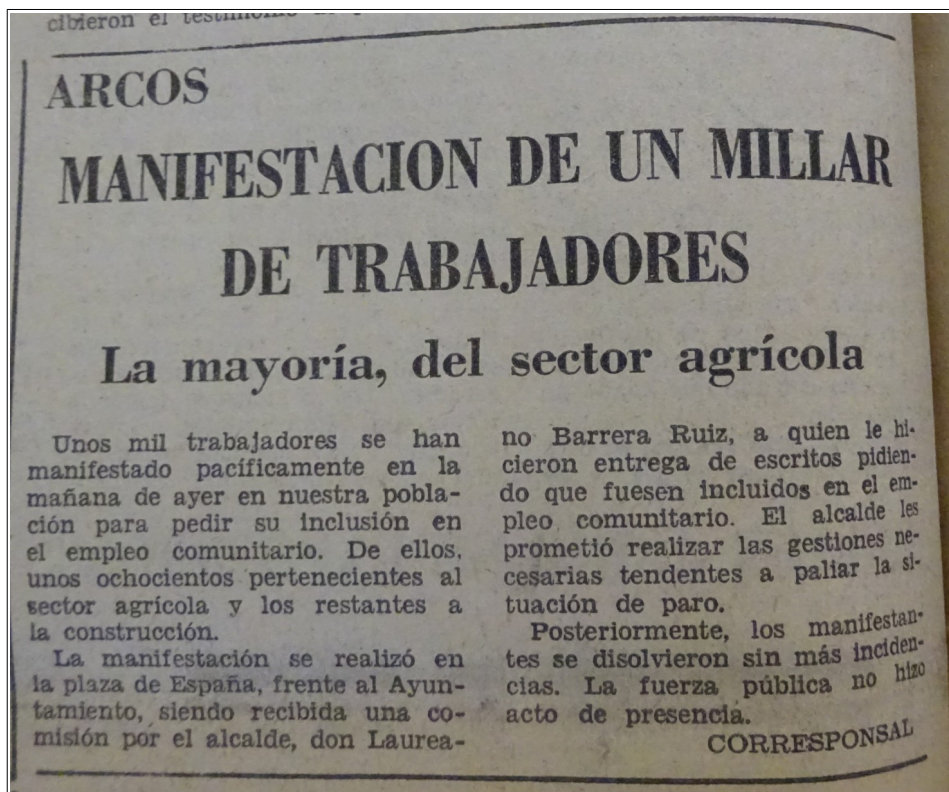 cibieron el
ARCOS
MANIFESTACION DE UN MILLAR
DE TRABAJADORES
La mayoría, del sector agrícola
Unos mil trabajadores se han
manifestado pacíficamente en la
mañana de ayer en nuestra pobla-
ción para pedir su inclusión en
el empleo comunitario. De ellos,
unos ochocientos pertenecientes al
sector agrícola y los restantes a
la construcción.
La manifestación se realizó en
la plaza de España, frente al Ayun-
tamiento, siendo recibida una co-
misión por el alcalde, don Laurea-
no Barrera Ruiz, a quien le hi-
cieron entrega de escritos pidien-
do que fuesen incluidos en el em-
pleo comunitario. El alcalde les
prometió realizar las gestiones ne-
cesarias tendentes a paliar la si-
tuación de paro.
Posteriormente, los manifestan-
tes se disolvieron sin más inciden-
cias. La fuerza pública no hizo
acto de presencia.
CORRESPONSAL